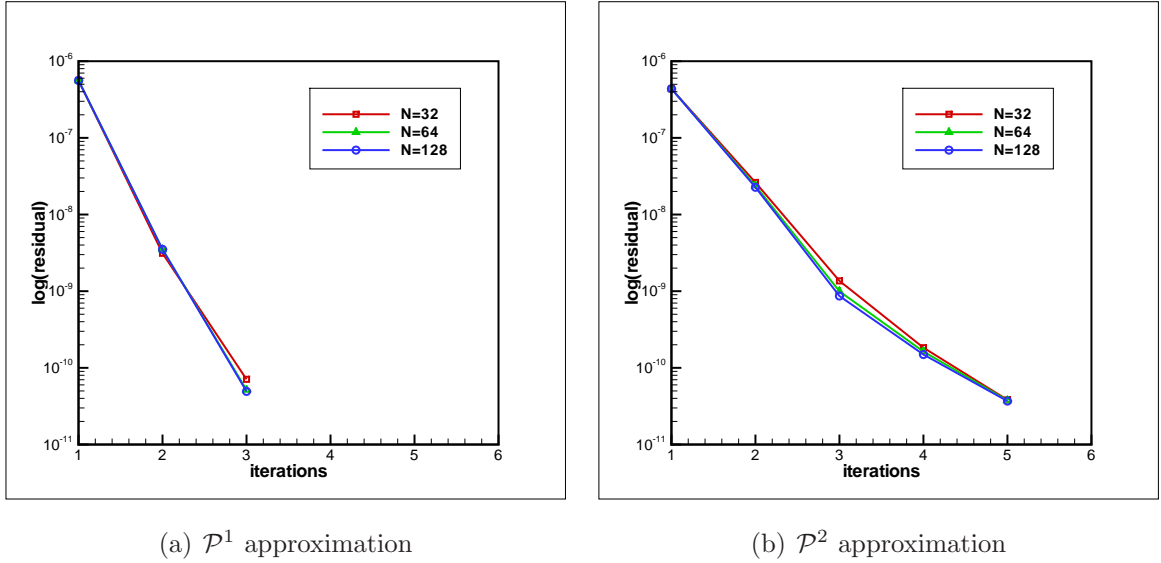 10^-6
10^-7
10^-8
10^-9
10^-10
10^-11
log(residual)
1 2 3 4 5 6
iterations
N=32
N=64
N=128
10^-6
10^-7
10^-8
10^-9
10^-10
10^-11
log(residual)
1 2 3 4 5 6
iterations
N=32
N=64
N=128
(a) 𝒫^1 approximation
(b) 𝒫^2 approximation